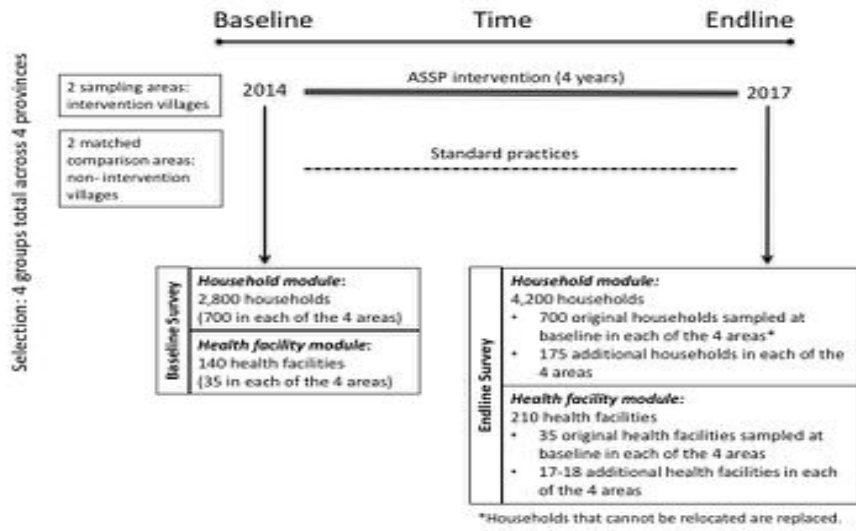 Baseline Time Endline
ASSP intervention (4 years)
2 sampling areas:
intervention villages
2014
2017
2 matched
comparison areas:
non- intervention
villages
Standard practices
Selection: 4 groups total across 4 provinces
Baseline Survey
Household module:
2,800 households
(700 in each of the 4 areas)
Health facility module:
140 health facilities
(35 in each of the 4 areas)
Endline Survey
Household module:
4,200 households
• 700 original households sampled at
baseline in each of the 4 areas*
• 175 additional households in each of the
4 areas
Health facility module:
210 health facilities
• 35 original health facilities sampled at
baseline in each of the 4 areas
• 17-18 additional health facilities in each
of the 4 areas
*Households that cannot be relocated are replaced.